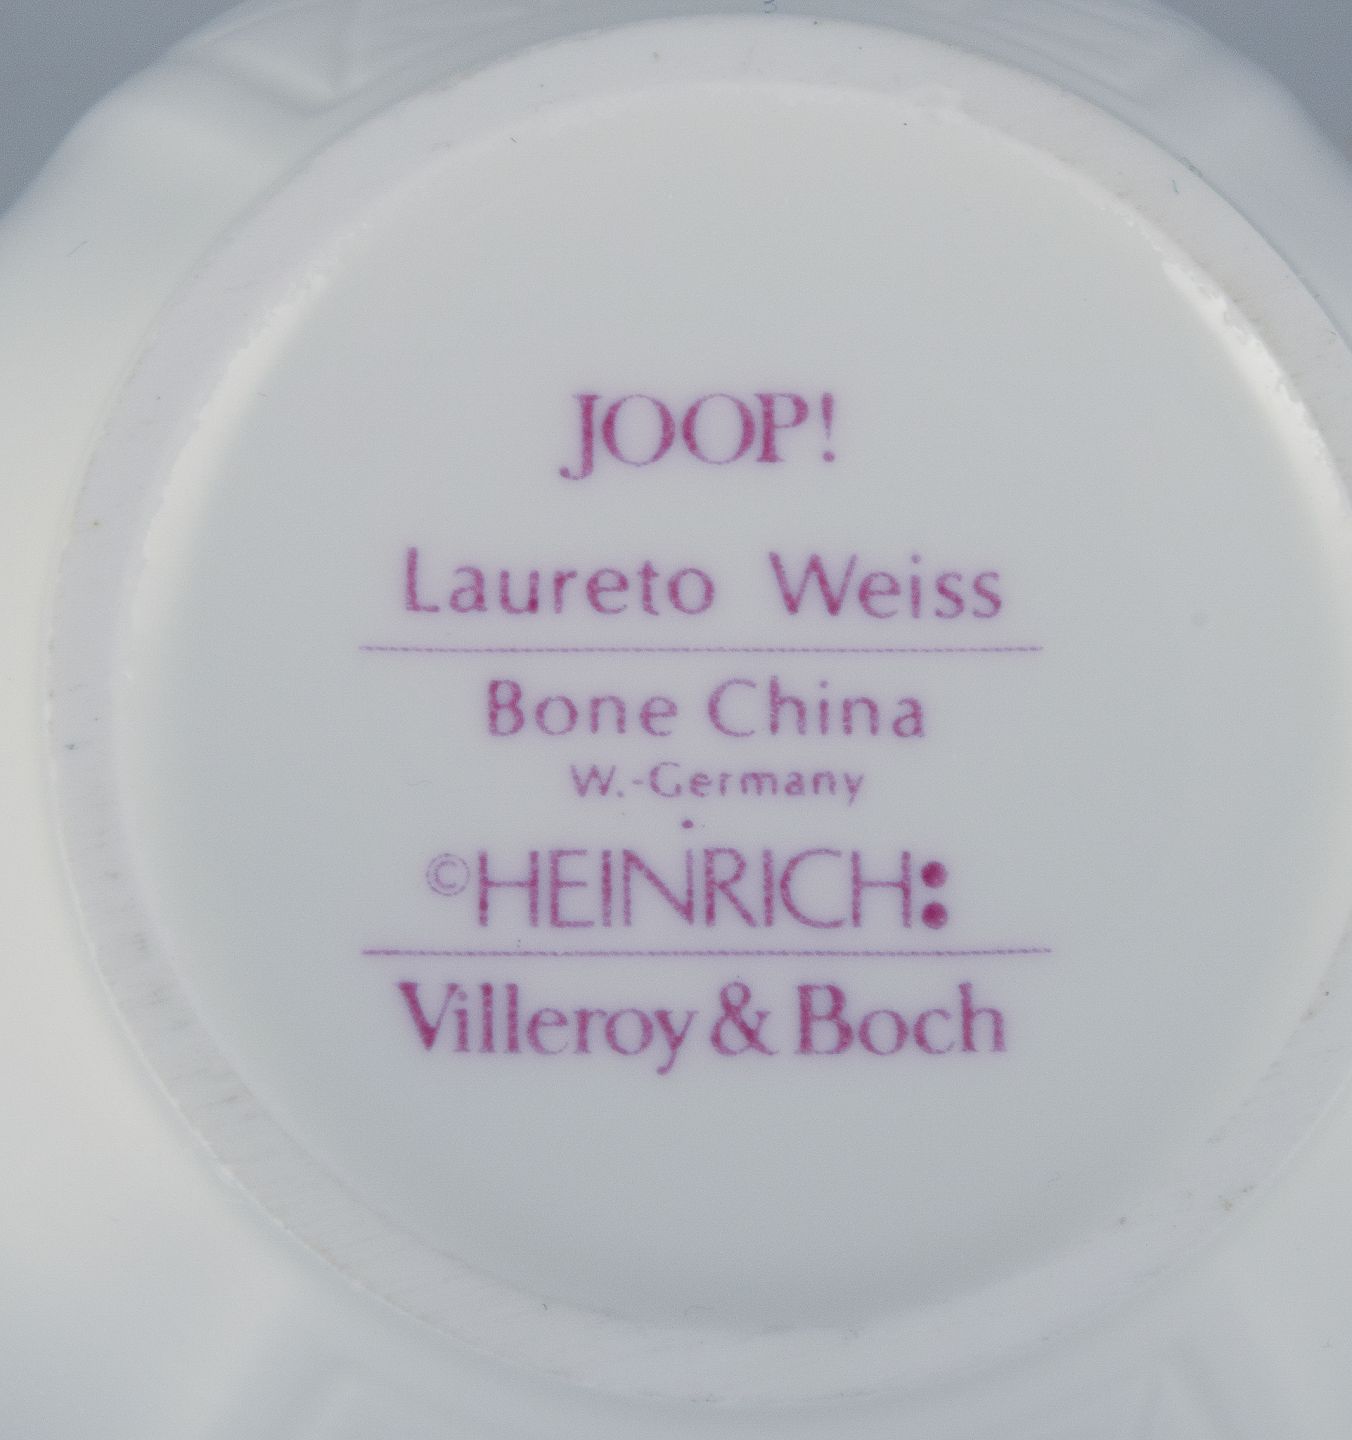 JOOP!
Laureto Weiss
Bone China
W.-Germany
©HEINRICH:
Villeroy & Boch